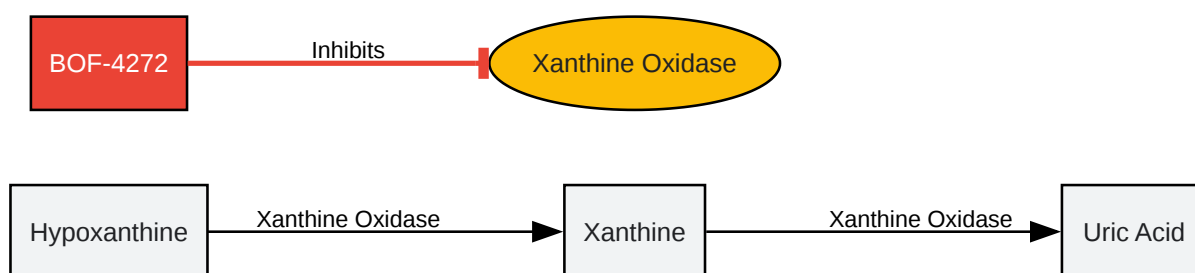 BOF-4272
Inhibits
Xanthine Oxidase
Hypoxanthine
Xanthine Oxidase
Xanthine
Xanthine Oxidase
Uric Acid